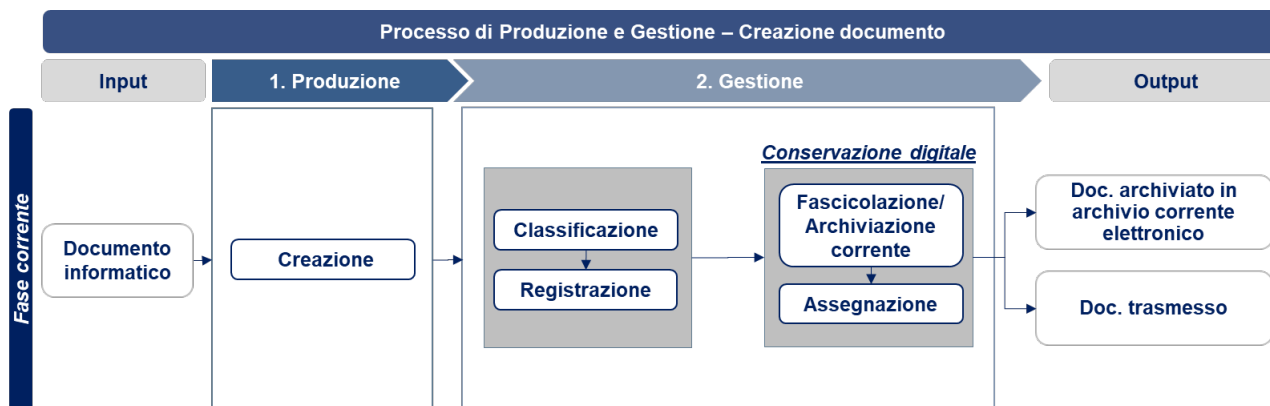 Processo di Produzione e Gestione – Creazione documento
Input
1. Produzione
2. Gestione
Output
Fase corrente
Documento
informatico
Creazione
Classificazione
Registrazione
Conservazione digitale
Fascicolazione/
Archiviazione
corrente
Assegnazione
Doc. archiviato in
archivio corrente
elettronico
Doc. trasmesso